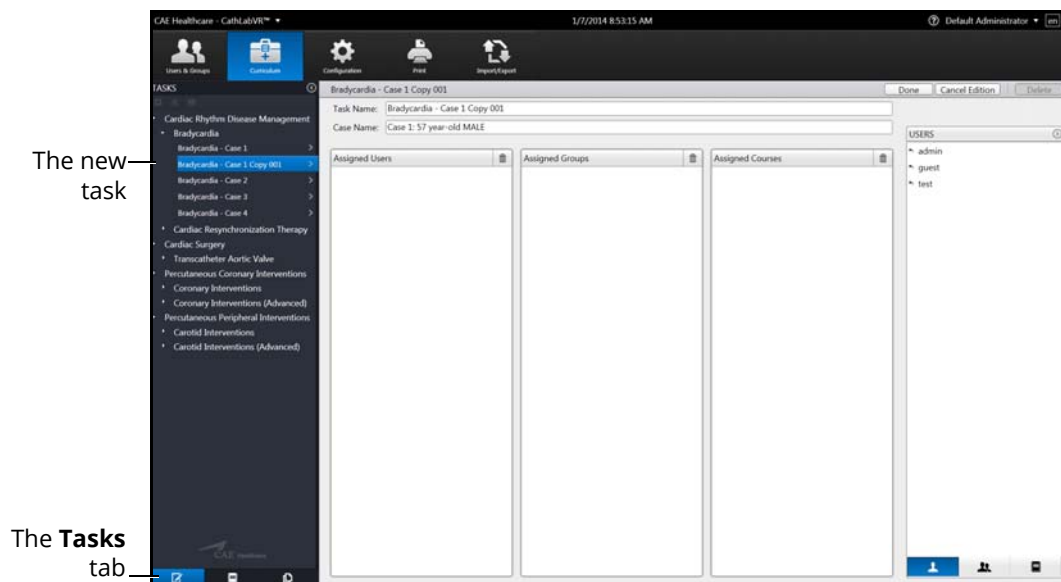 CAE Healthcare - CathLabVR™
1/7/2014 8:53:15 AM
Default Administrator
en
Users & Groups
Curriculum
Configuration
Print
Import/Export
TASKS
Bradycardia - Case 1 Copy 001
Done
Cancel Edition
Delete
Task Name:
Bradycardia - Case 1 Copy 001
Case Name:
Case 1: 57 year-old MALE
Cardiac Rhythm Disease Management
Bradycardia
Bradycardia - Case 1
Bradycardia - Case 1 Copy 001
Bradycardia - Case 2
Bradycardia - Case 3
Bradycardia - Case 4
Cardiac Resynchronization Therapy
Cardiac Surgery
Transcatheter Aortic Valve
Percutaneous Coronary Interventions
Coronary Interventions
Coronary Interventions (Advanced)
Percutaneous Peripheral Interventions
Carotid Interventions
Carotid Interventions (Advanced)
Assigned Users
Assigned Groups
Assigned Courses
USERS
admin
guest
test
The new
task
The Tasks
tab
CAE Healthcare